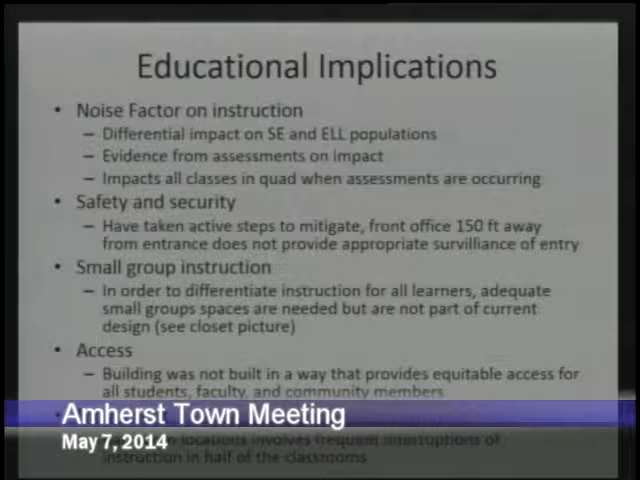 Educational Implications
• Noise Factor on instruction
– Differential impact on SE and ELL populations
– Evidence from assessments on impact
– Impacts all classes in quad when assessments are occurring
• Safety and security
– Have taken active steps to mitigate, front office 150 ft away
from entrance does not provide appropriate survilliance of entry
• Small group instruction
– In order to differentiate instruction for all learners, adequate
small groups spaces are needed but are not part of current
design (see closet picture)
• Access
– Building was not built in a way that provides equitable access for
all students, faculty, and community members
Amherst Town Meeting
May 7, 2014
locations involves frequent interruptions of
instruction in half of the classrooms